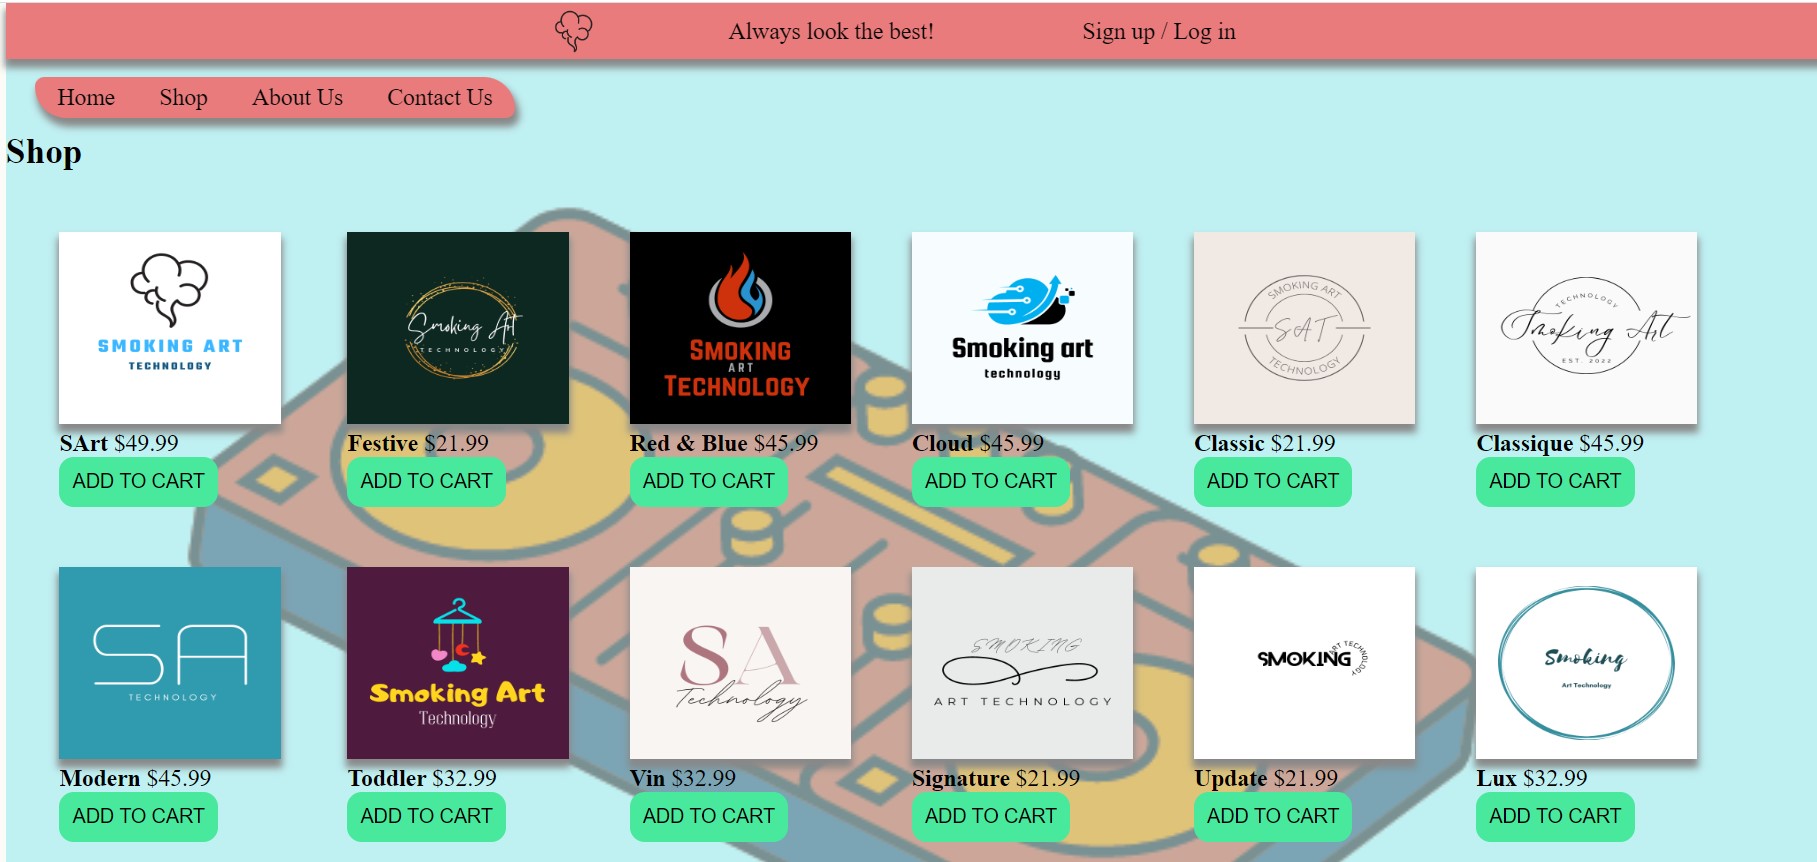 Always look the best! Sign up / Log in
Home Shop About Us Contact Us
Shop
SMOKING ART
TECHNOLOGY
Smoking Art
TECHNOLOGY
SMOKING
ART
TECHNOLOGY
Smoking art
technology
SMOKING ART
SAT
TECHNOLOGY
TECHNOLOGY
Smoking Art
EST. 2022
SArt $49.99
ADD TO CART
Festive $21.99
ADD TO CART
Red & Blue $45.99
ADD TO CART
Cloud $45.99
ADD TO CART
Classic $21.99
ADD TO CART
Classique $45.99
ADD TO CART
SA
TECHNOLOGY
Smoking Art
Technology
SA
Technology
SMOKING
ART TECHNOLOGY
SMOKING
ART TECHNOLOGY
Smoking
Art Technology
Modern $45.99
ADD TO CART
Toddler $32.99
ADD TO CART
Vin $32.99
ADD TO CART
Signature $21.99
ADD TO CART
Update $21.99
ADD TO CART
Lux $32.99
ADD TO CART